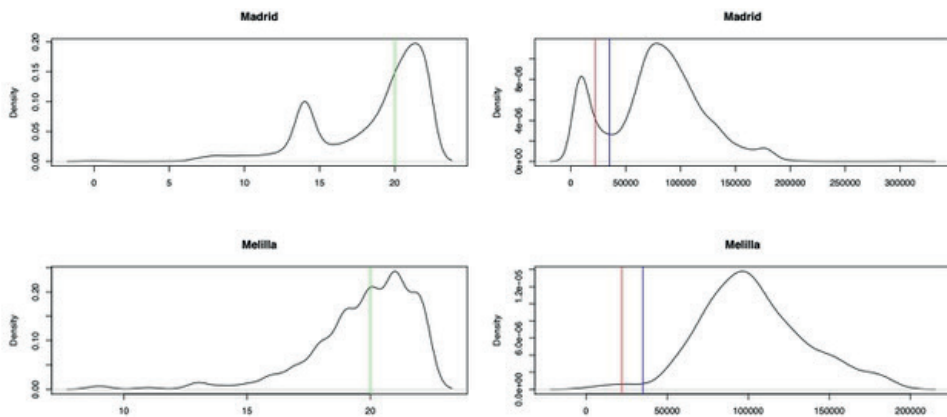 Madrid
Density
0.00 0.05 0.10 0.15 0.20
0 5 10 15 20
Madrid
Density
0e+00 4e−06 8e−06
0 50000 100000 150000 200000 250000 300000
Melilla
Density
0.00 0.10 0.20
10 20
Melilla
Density
0.0e+00 6.0e−06 1.2e−05
0 50000 100000 150000 200000